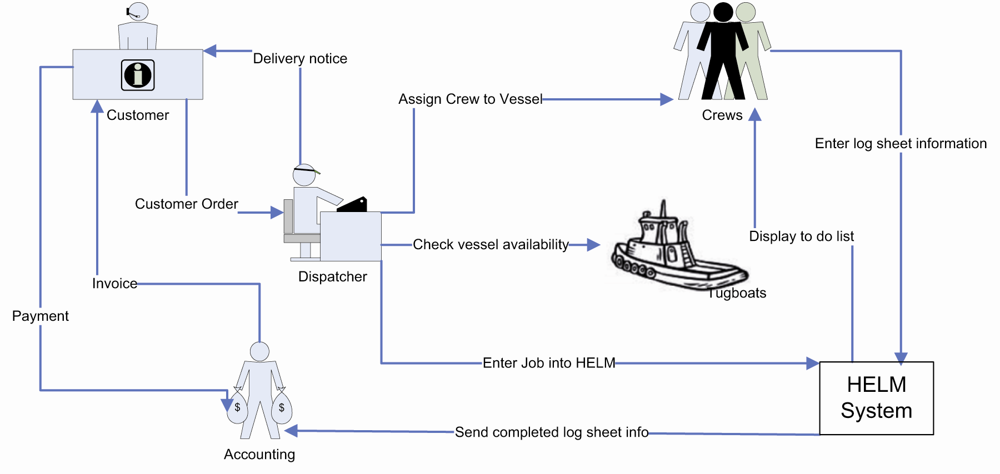 Delivery notice
Assign Crew to Vessel
Customer
Crews
Enter log sheet information
Customer Order
Display to do list
Check vessel availability
Dispatcher
Invoice
Tugboats
Payment
Enter Job into HELM
HELM
System
$ $
Send completed log sheet info
Accounting